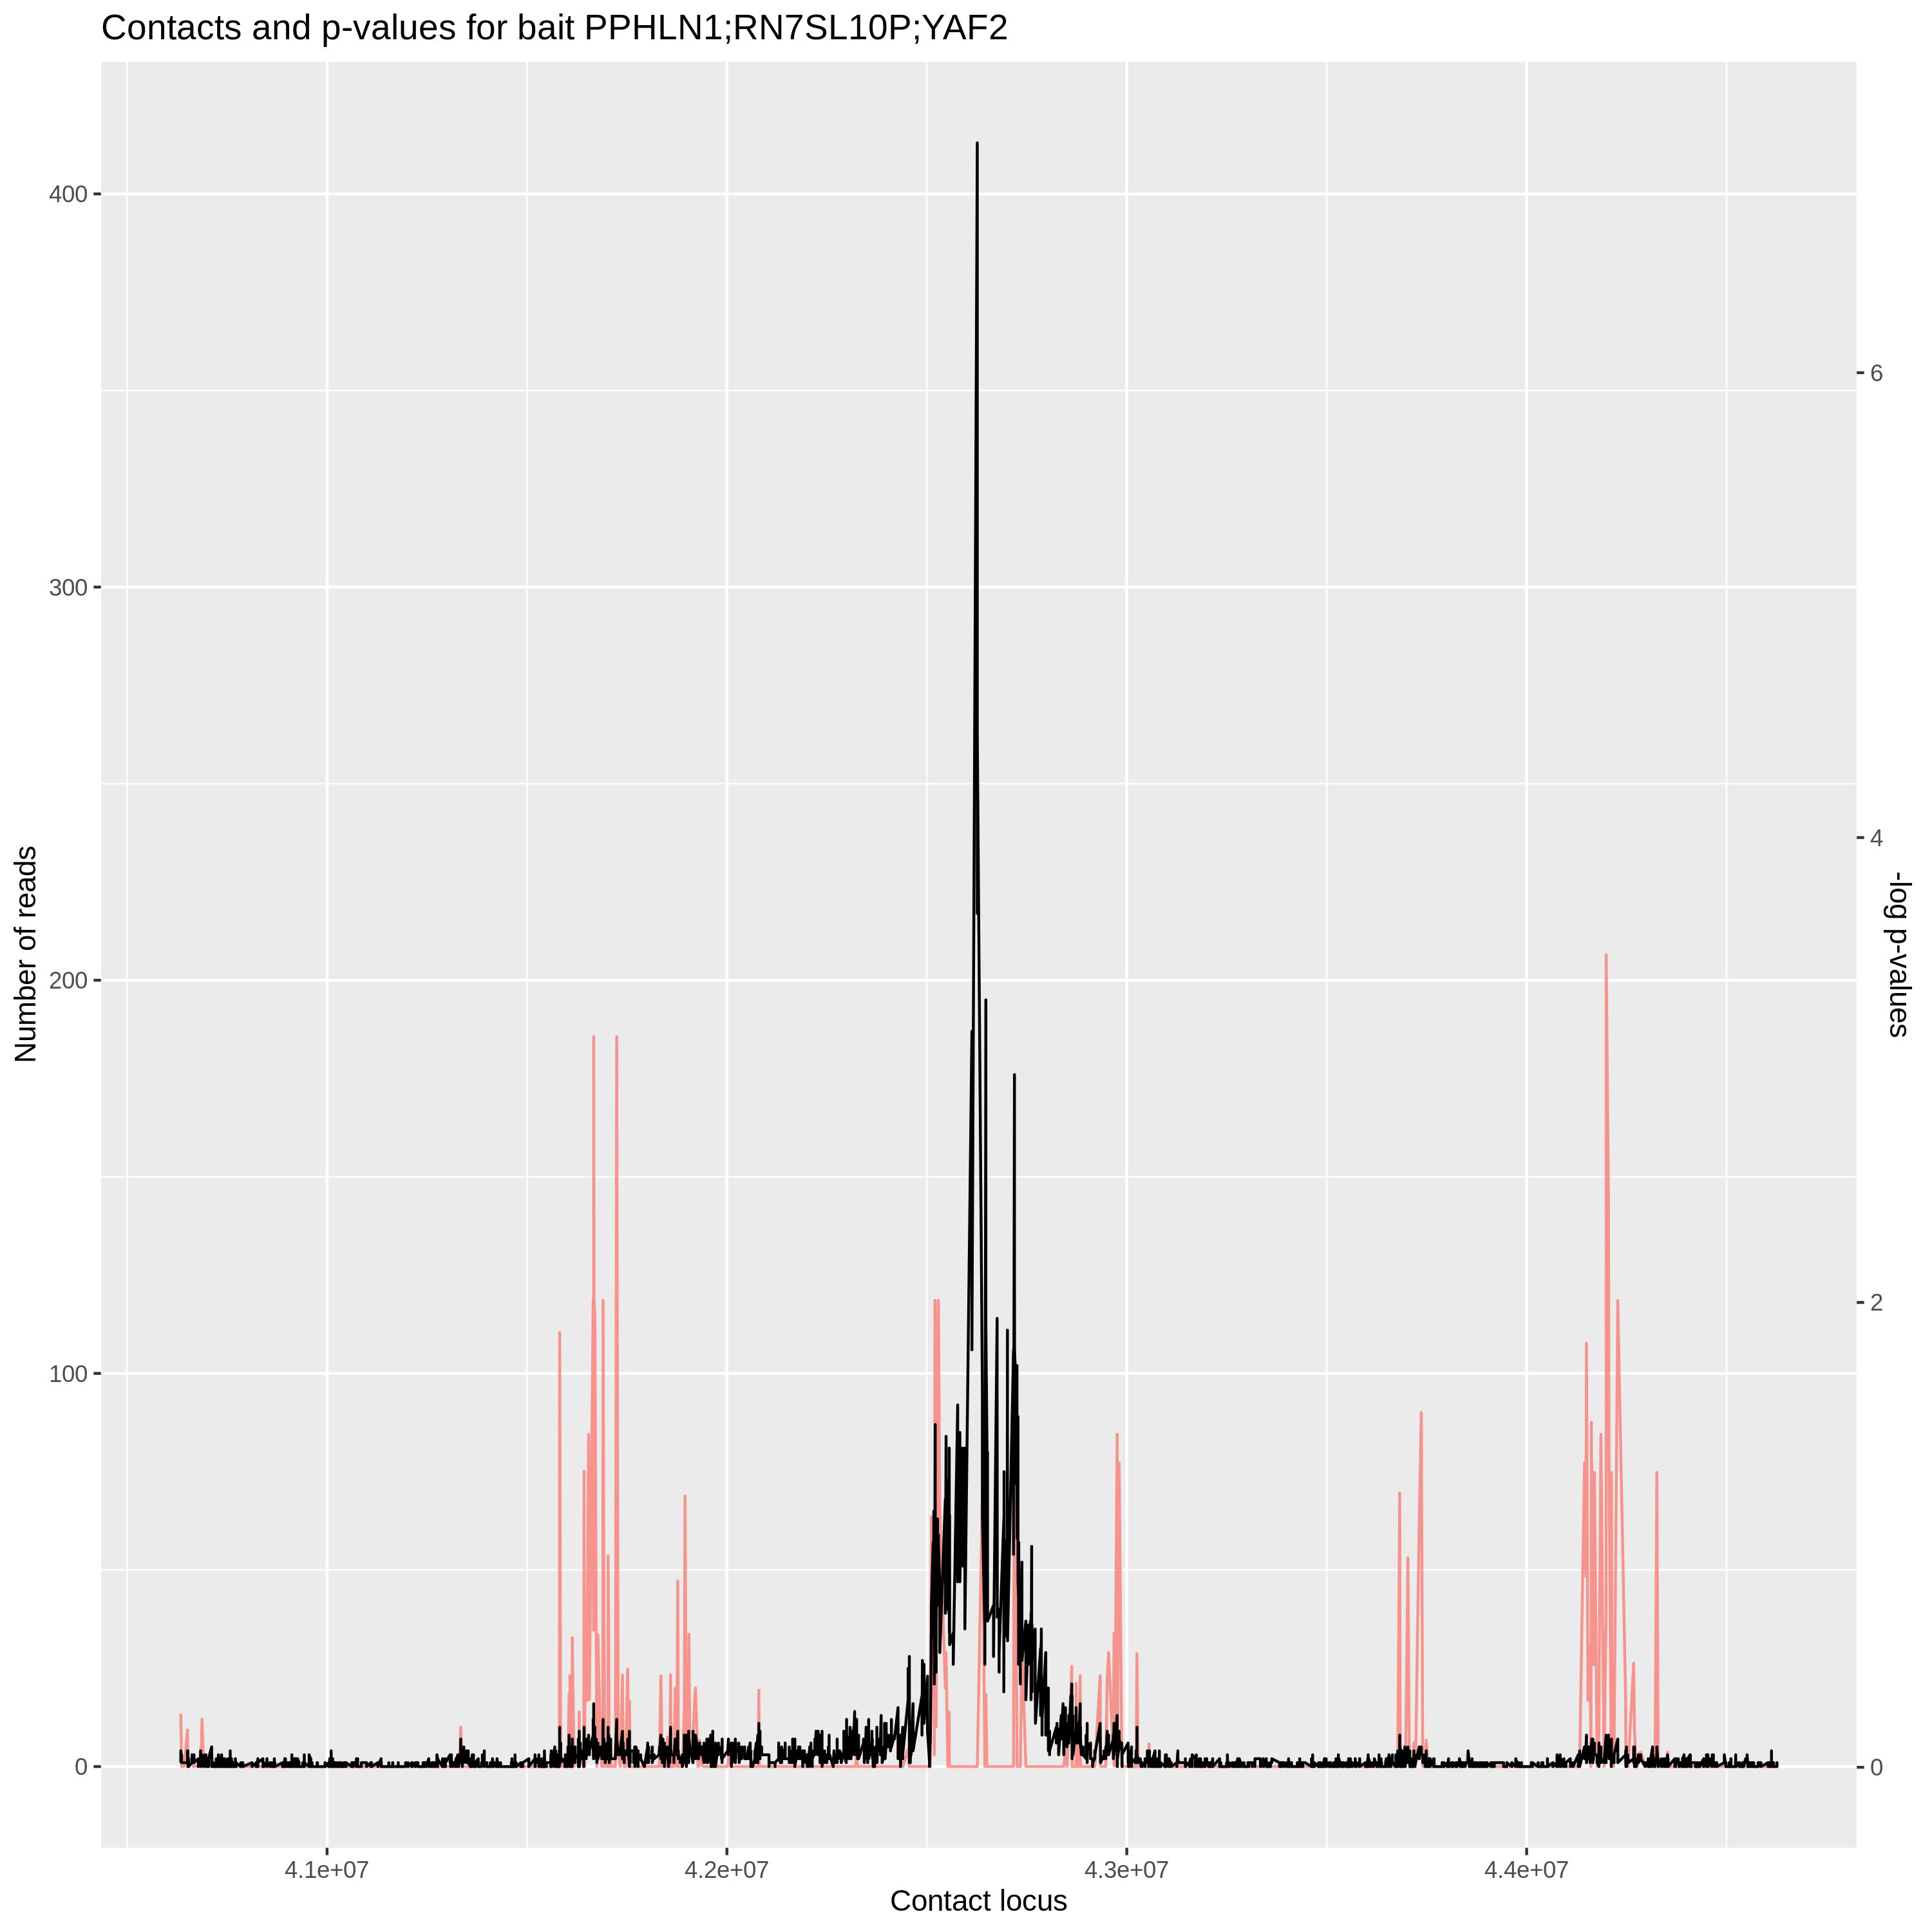 Contacts and p-values for bait PPHLN1;RN7SL10P;YAF2
400
300
200
100
0
Number of reads
6
4
2
0
-log p-values
4.1e+07 4.2e+07 4.3e+07 4.4e+07
Contact locus